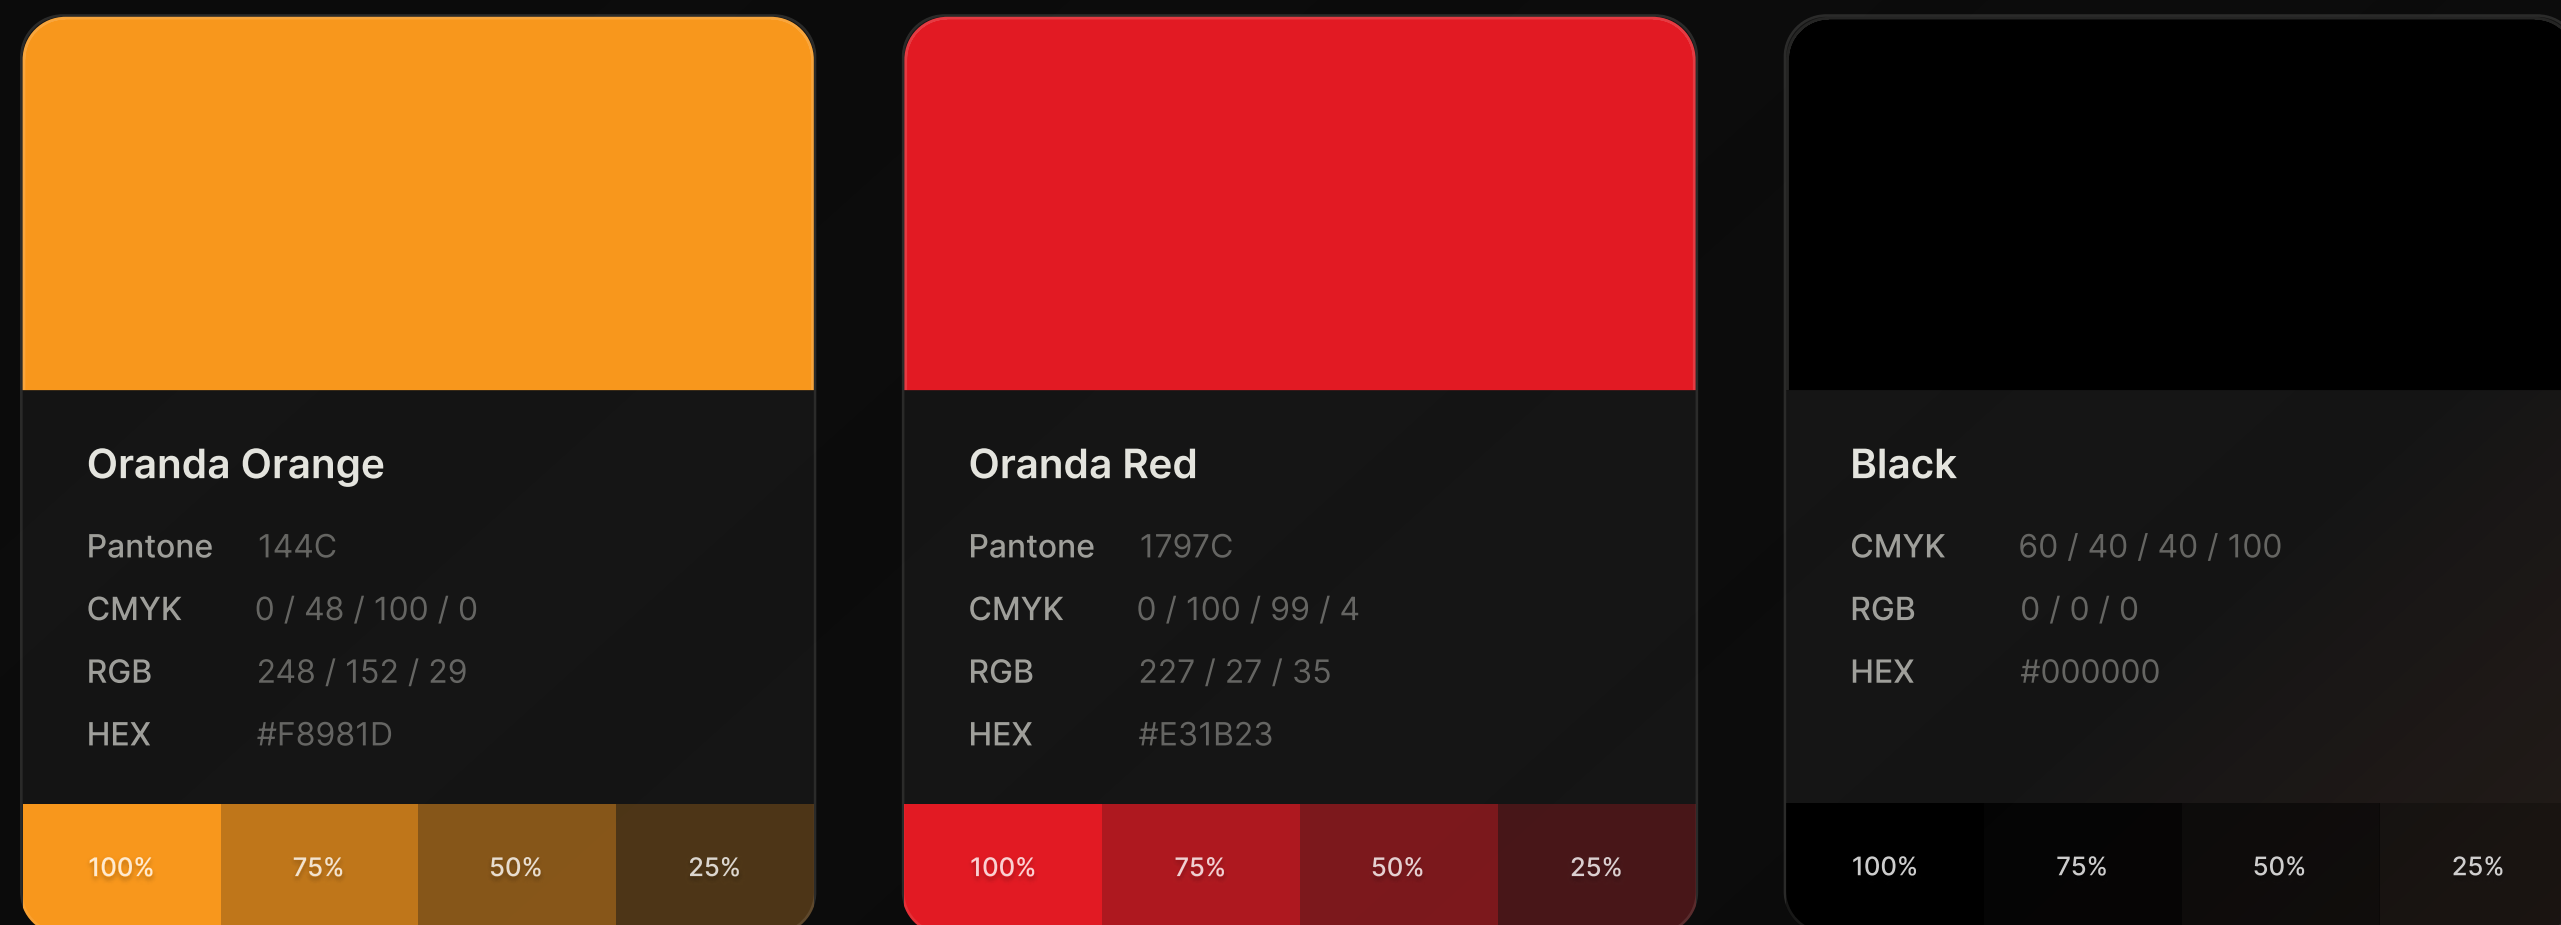 Oranda Orange
Pantone 144C
CMYK 0 / 48 / 100 / 0
RGB 248 / 152 / 29
HEX #F8981D
100% 75% 50% 25%
Oranda Red
Pantone 1797C
CMYK 0 / 100 / 99 / 4
RGB 227 / 27 / 35
HEX #E31B23
100% 75% 50% 25%
Black
CMYK 60 / 40 / 40 / 100
RGB 0 / 0 / 0
HEX #000000
100% 75% 50% 25%